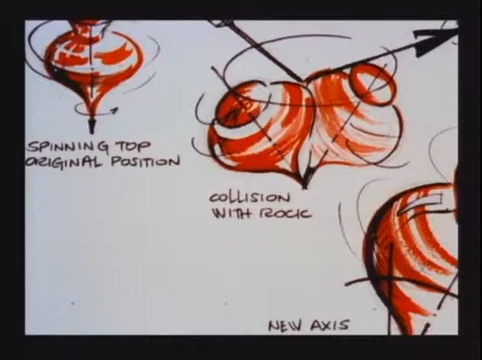 SPINNING TOP
ORIGINAL POSITION
COLLISION
WITH ROCK
NEW AXIS